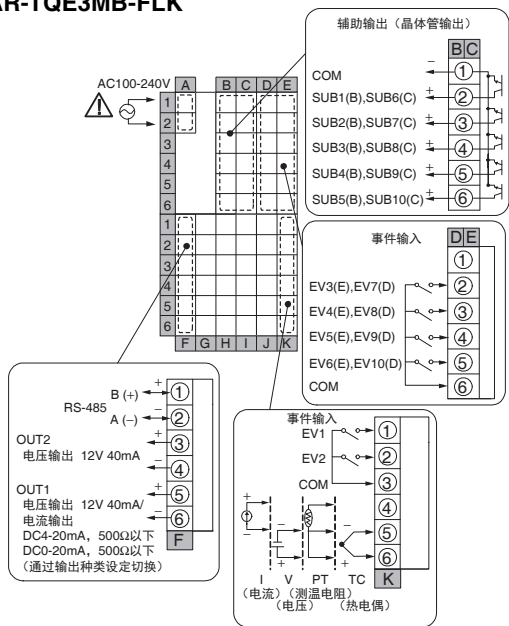 AR-TQE3MB-FLK
辅助输出（晶体管输出）
B C
COM
− ①
SUB1(B),SUB6(C) + ②
SUB2(B),SUB7(C) + ③
SUB3(B),SUB8(C) + ④
SUB4(B),SUB9(C) + ⑤
SUB5(B),SUB10(C) + ⑥
AC100-240V
A B C D E
1
2
3
4
5
6
1
2
3
4
5
6
F G H I J K
事件输入
D E
①
EV3(E),EV7(D) ②
EV4(E),EV8(D) ③
EV5(E),EV9(D) ④
EV6(E),EV10(D) ⑤
COM ⑥
RS-485
B (+) + ①
A (−) − ②
OUT2 + ③
电压输出 12V 40mA
− ④
OUT1 + ⑤
电压输出 12V 40mA/
电流输出 − ⑥
DC4-20mA，500Ω以下
DC0-20mA，500Ω以下
（通过输出种类设定切换）
F
事件输入
EV1 ①
EV2 ②
COM ③
④
⑤
⑥
+ − − + − +
I V PT TC
K
（电流）（测温电阻）
（电压） （热电偶）